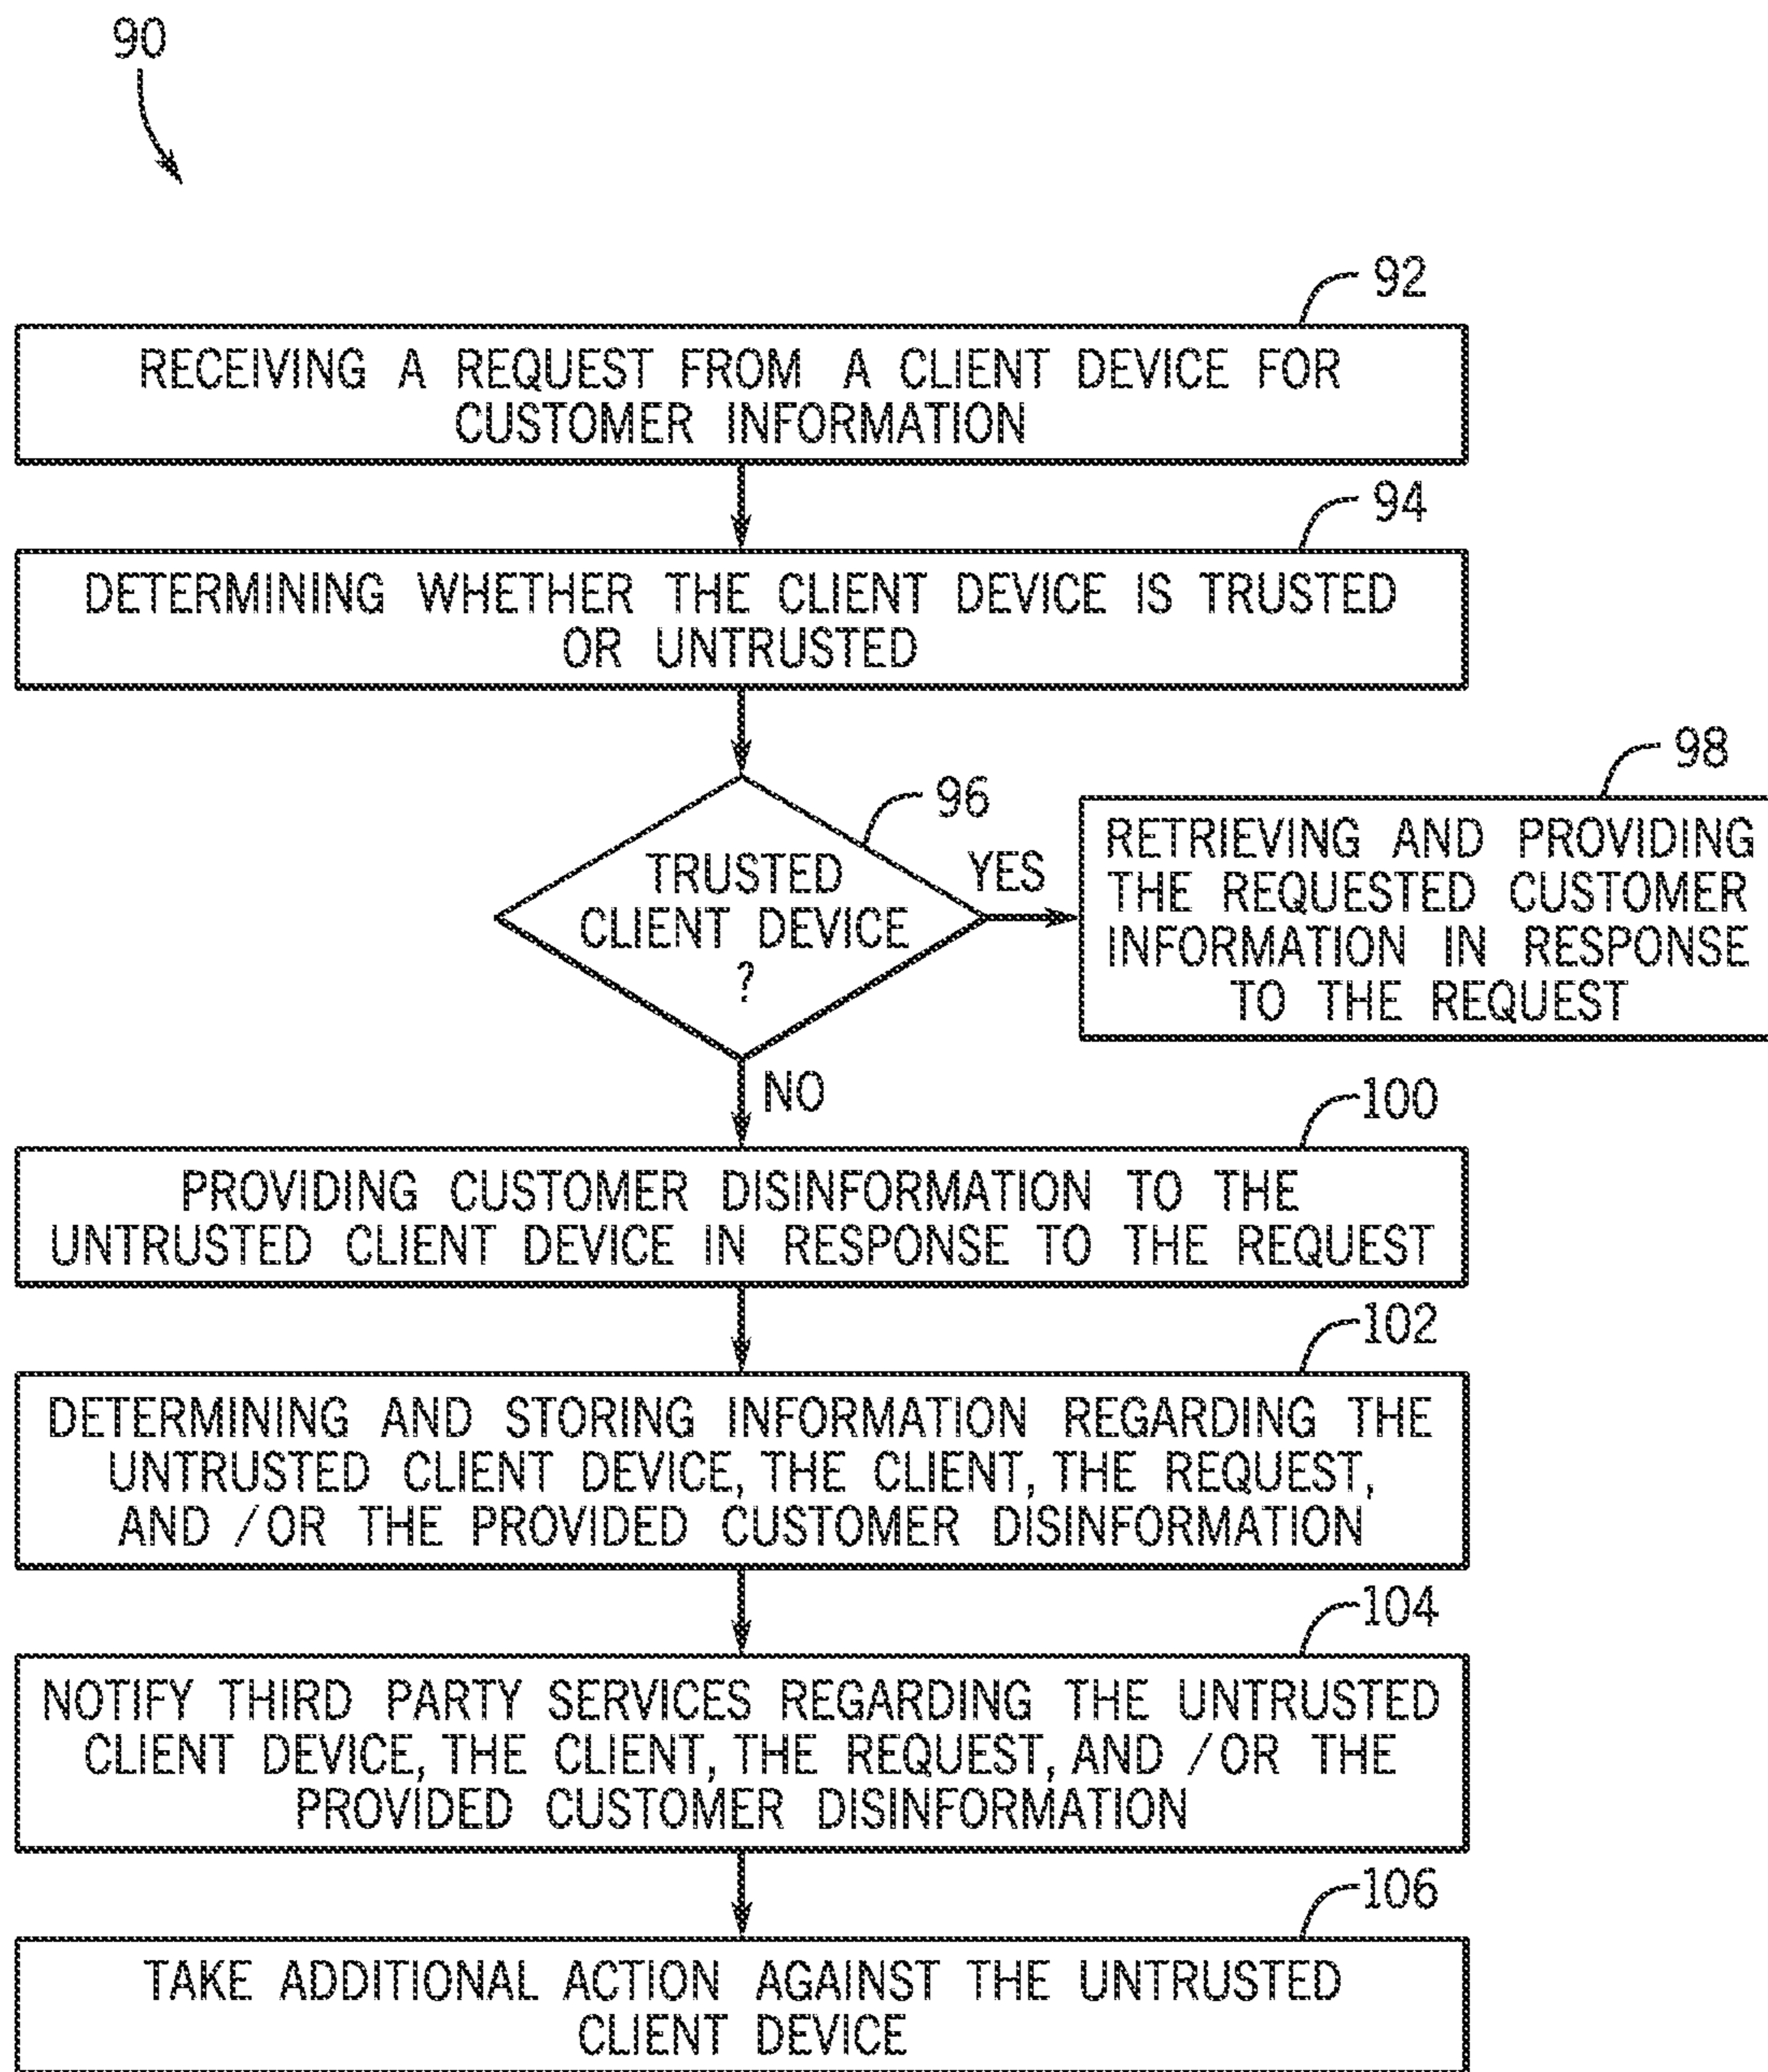 90
92
RECEIVING A REQUEST FROM A CLIENT DEVICE FOR
CUSTOMER INFORMATION
94
DETERMINING WHETHER THE CLIENT DEVICE IS TRUSTED
OR UNTRUSTED
96
TRUSTED
CLIENT DEVICE
?
YES
98
RETRIEVING AND PROVIDING
THE REQUESTED CUSTOMER
INFORMATION IN RESPONSE
TO THE REQUEST
NO
100
PROVIDING CUSTOMER DISINFORMATION TO THE
UNTRUSTED CLIENT DEVICE IN RESPONSE TO THE REQUEST
102
DETERMINING AND STORING INFORMATION REGARDING THE
UNTRUSTED CLIENT DEVICE, THE CLIENT, THE REQUEST,
AND /OR THE PROVIDED CUSTOMER DISINFORMATION
104
NOTIFY THIRD PARTY SERVICES REGARDING THE UNTRUSTED
CLIENT DEVICE, THE CLIENT, THE REQUEST, AND /OR THE
PROVIDED CUSTOMER DISINFORMATION
106
TAKE ADDITIONAL ACTION AGAINST THE UNTRUSTED
CLIENT DEVICE